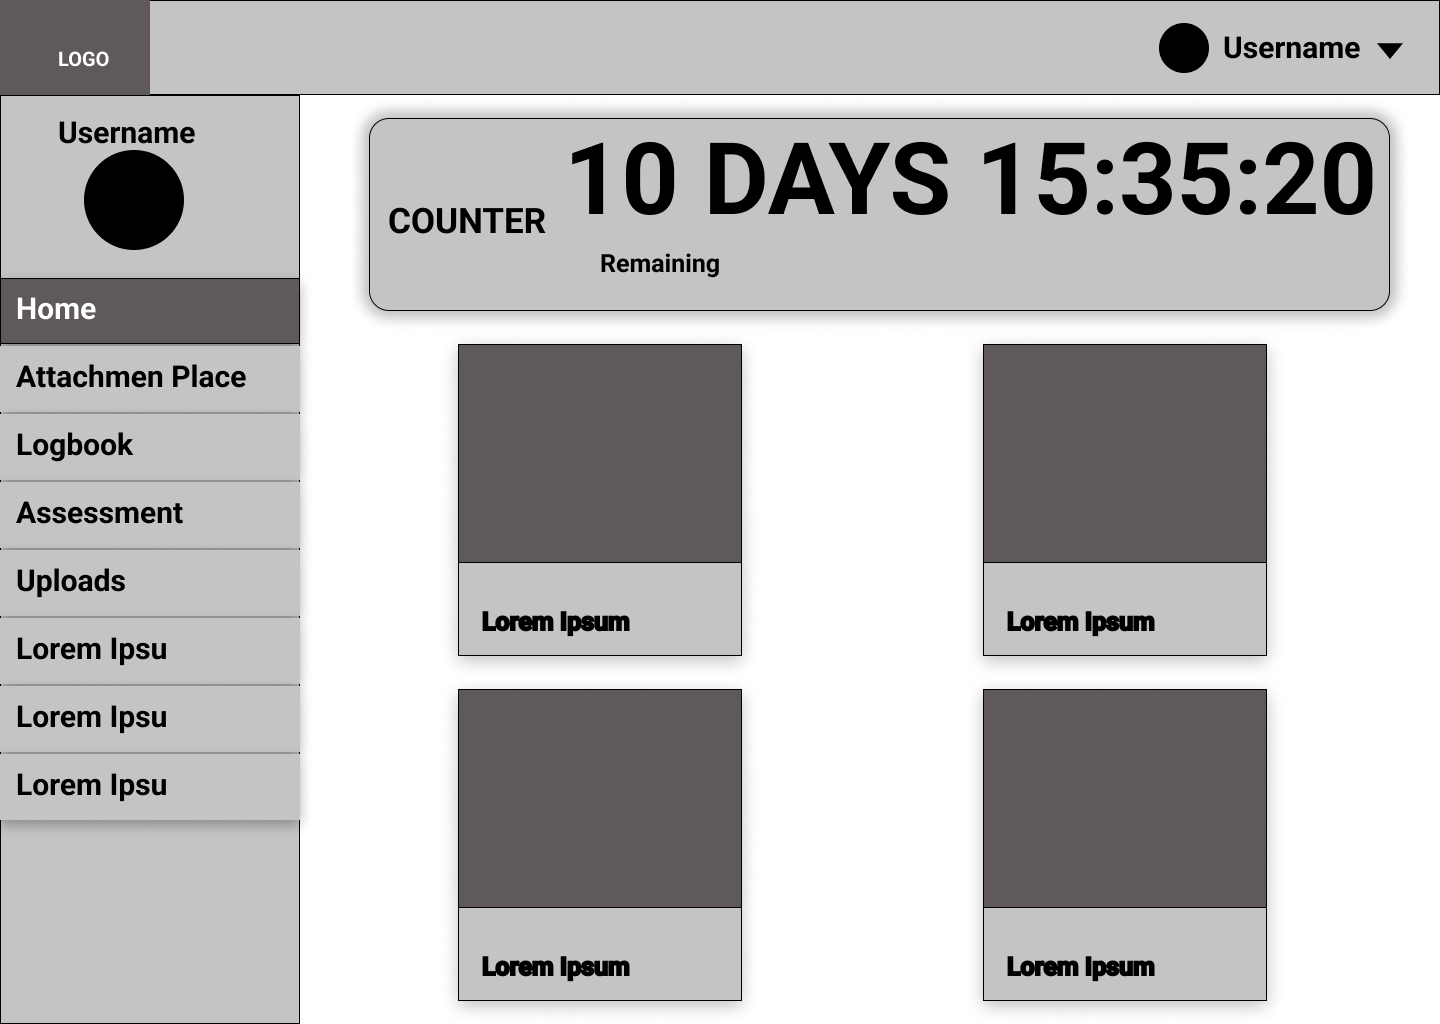 LOGO
Username
Username
Home
Attachmen Place
Logbook
Assessment
Uploads
Lorem Ipsu
Lorem Ipsu
Lorem Ipsu
10 DAYS 15:35:20
COUNTER
Remaining
Lorem Ipsum
Lorem Ipsum
Lorem Ipsum
Lorem Ipsum